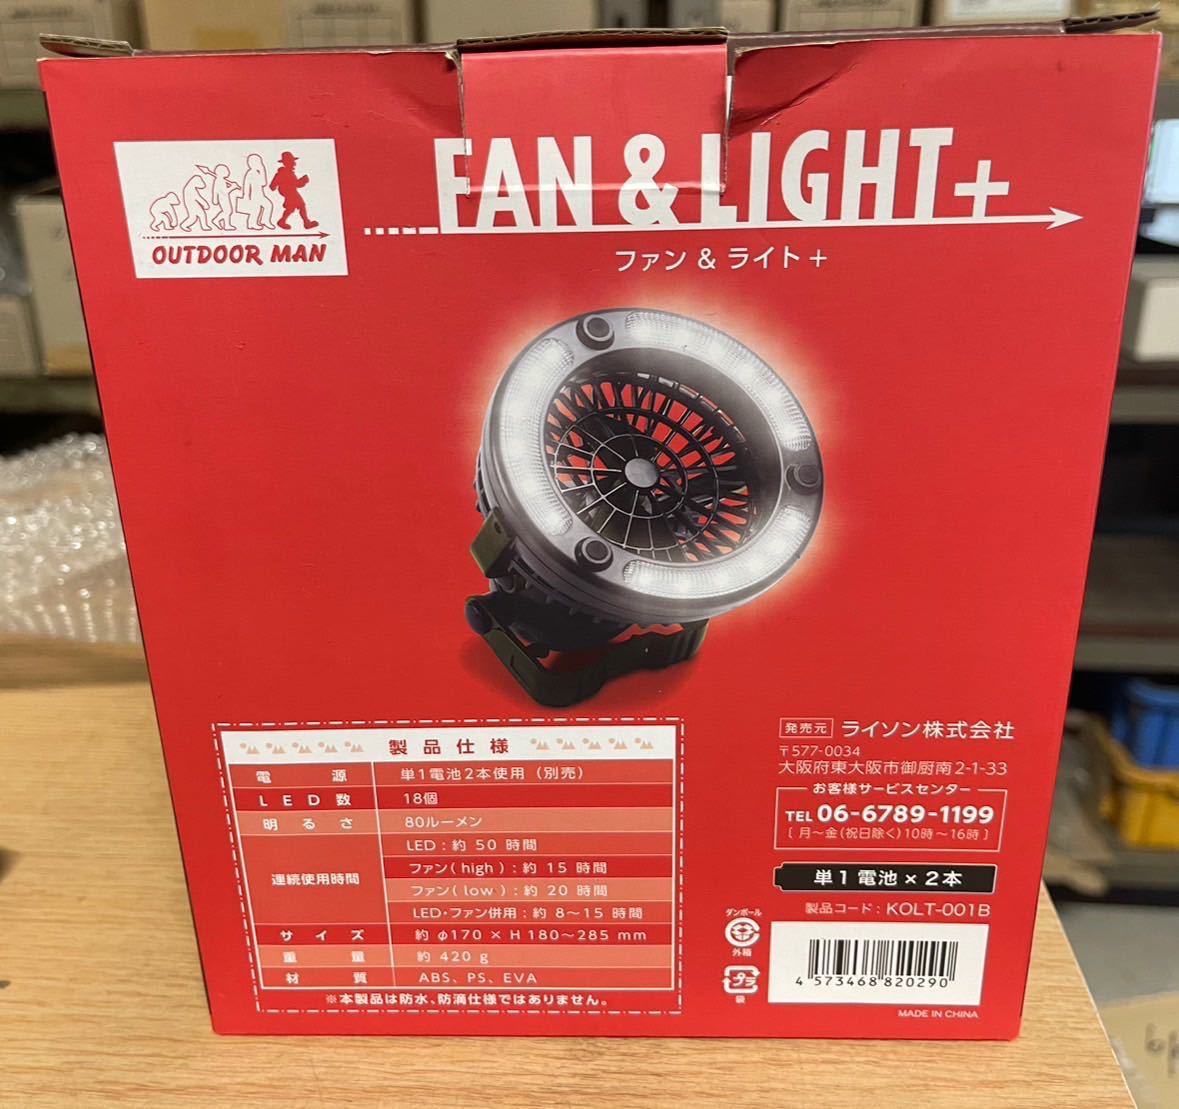 OUTDOOR MAN
FAN & LIGHT+
ファン & ライト +
製品仕様
電源 単1電池2本使用（別売）
LED数 18個
明るさ 80ルーメン
連続使用時間
LED：約 50 時間
ファン( high )：約 15 時間
ファン( low )：約 20 時間
LED・ファン併用：約 8〜15 時間
サイズ 約 φ170 × H 180〜285 mm
重量 約 420 g
材質 ABS、PS、EVA
※本製品は防水、防滴仕様ではありません。
発売元 ライソン株式会社
〒577-0034
大阪府東大阪市御厨南2-1-33
お客様サービスセンター
TEL 06-6789-1199
[ 月〜金(祝日除く)10時〜16時 ]
単1電池×2本
製品コード：KOLT-001B
ダンボール
外箱
プラ
袋
4 573468 820290
MADE IN CHINA